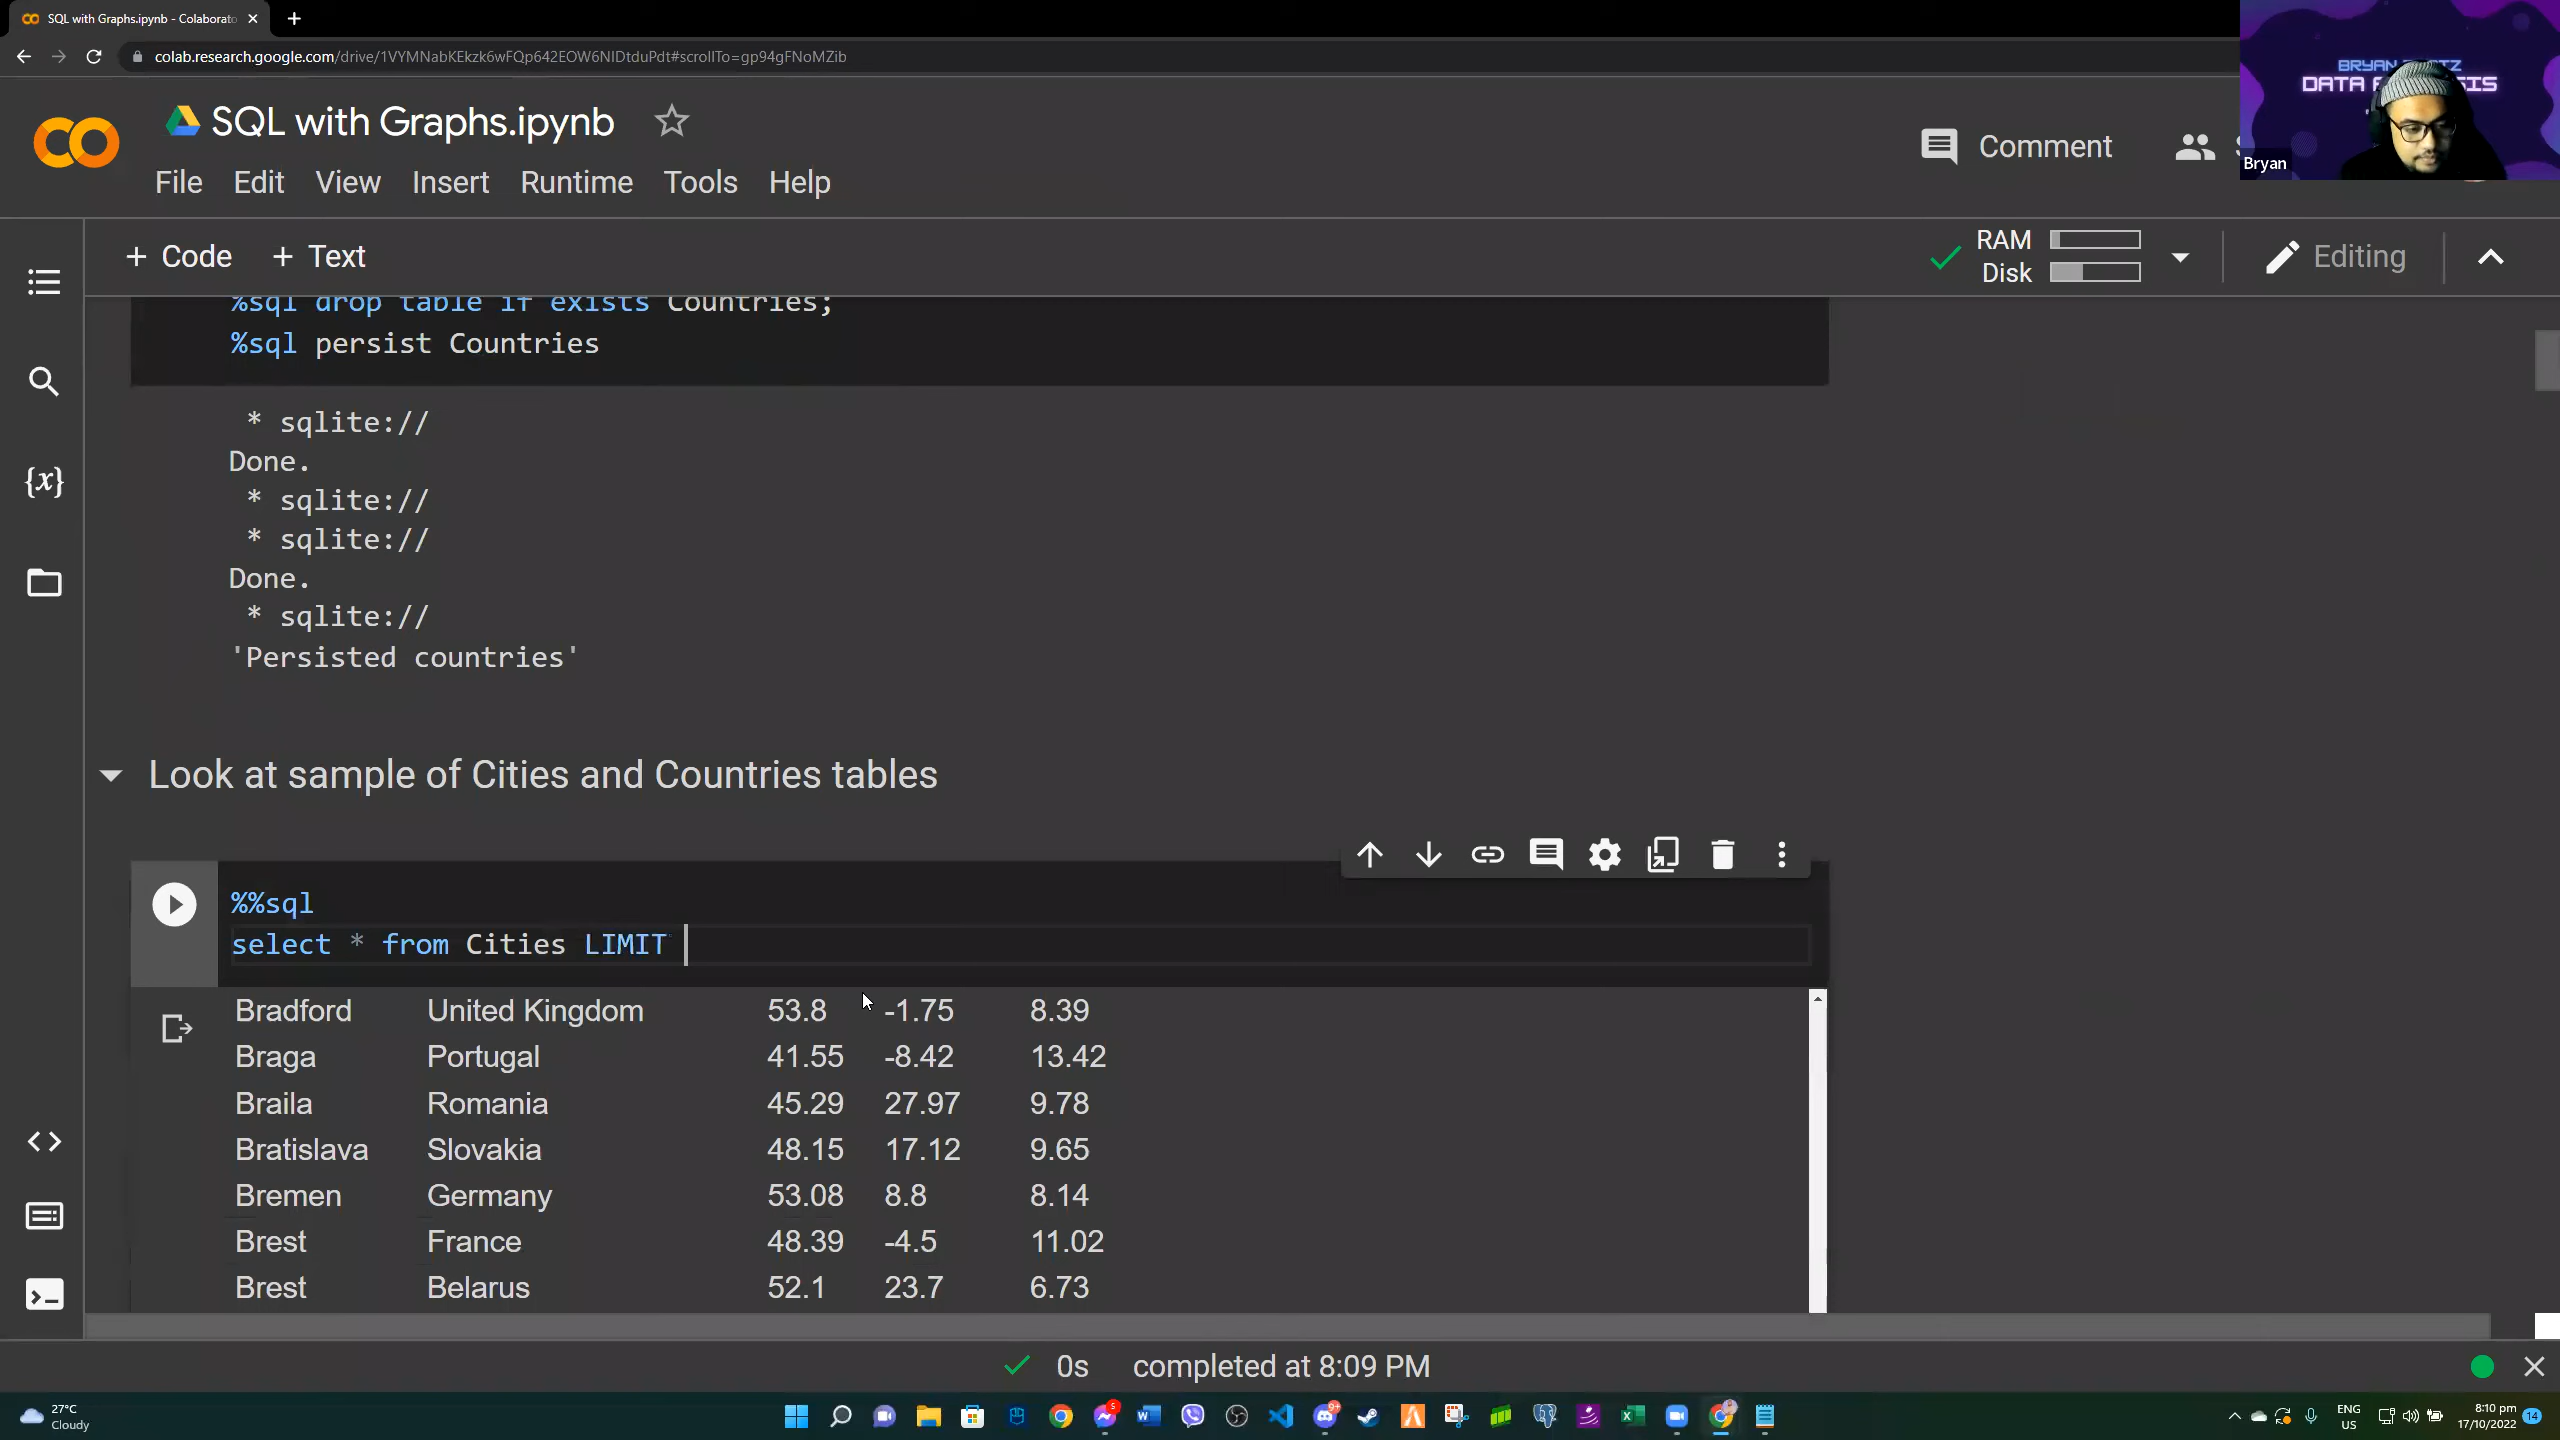 SQL with Graphs.ipynb - Colaborato
colab.research.google.com/drive/1VYMNabKEkzk6wFQp642EOW6NIDtduPdt#scrollTo=gp94gFNoMZib
SQL with Graphs.ipynb
File Edit View Insert Runtime Tools Help
Comment
BRYAN
DATA
Bryan
+ Code + Text
RAM
Disk
Editing
%sql drop table if exists Countries;
%sql persist Countries
* sqlite://
Done.
* sqlite://
* sqlite://
Done.
* sqlite://
'Persisted countries'
Look at sample of Cities and Countries tables
%%sql
select * from Cities LIMIT
Bradford United Kingdom 53.8 -1.75 8.39
Braga Portugal 41.55 -8.42 13.42
Braila Romania 45.29 27.97 9.78
Bratislava Slovakia 48.15 17.12 9.65
Bremen Germany 53.08 8.8 8.14
Brest France 48.39 -4.5 11.02
Brest Belarus 52.1 23.7 6.73
0s completed at 8:09 PM
27°C
Cloudy
ENG
US
8:10 pm
17/10/2022
14